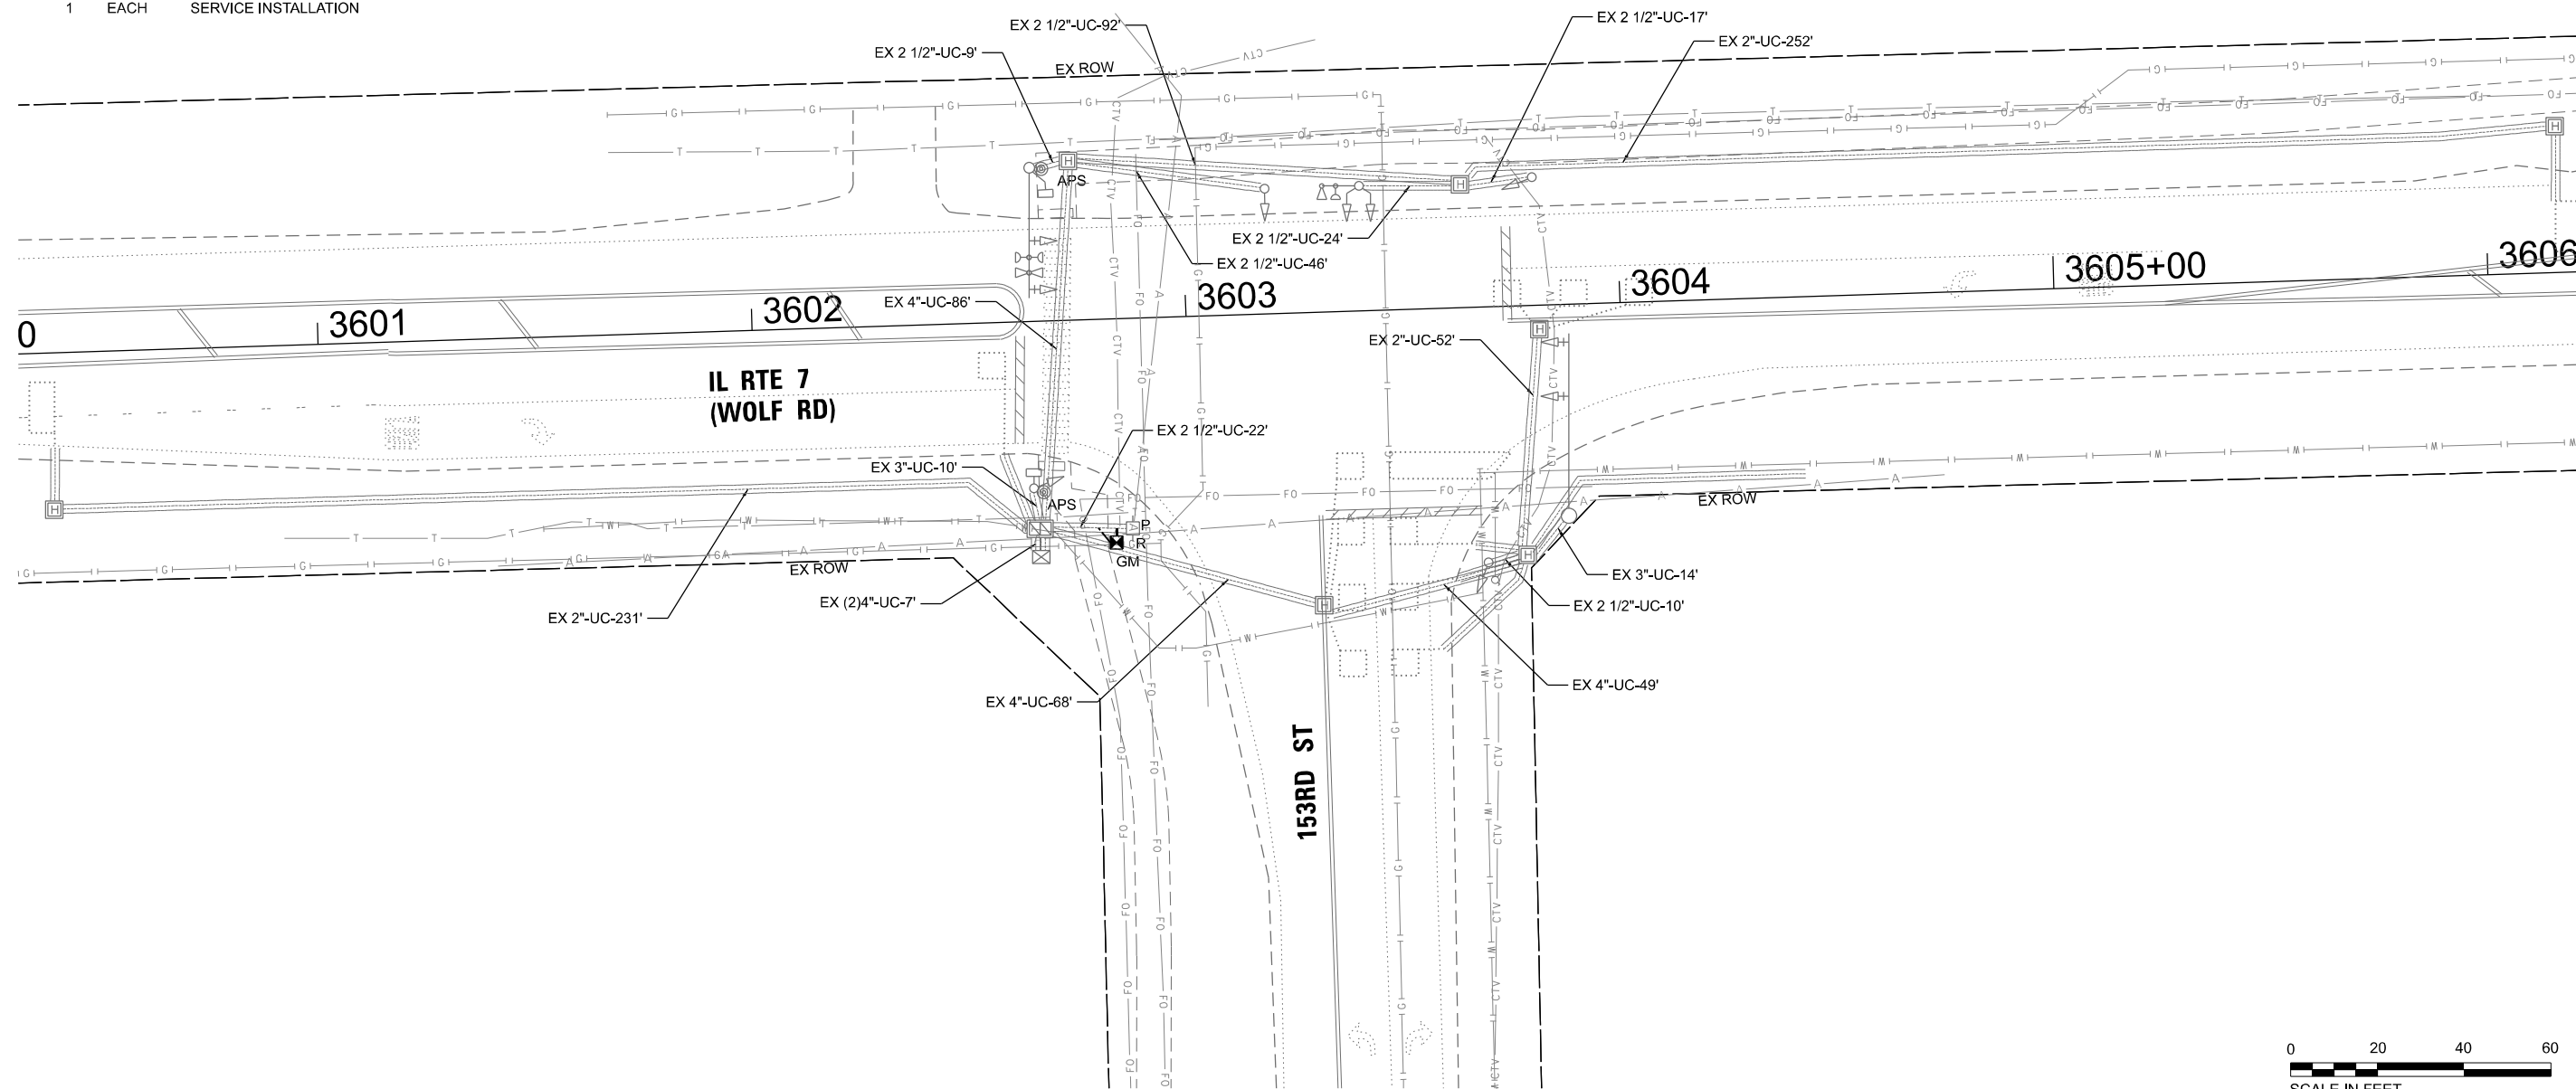 1 EACH SERVICE INSTALLATION
EX 2 1/2"-UC-17'
EX 2 1/2"-UC-92'
EX 2"-UC-252'
EX 2 1/2"-UC-9'
EX ROW
APS
EX 2 1/2"-UC-24'
EX 2 1/2"-UC-46'
EX 4"-UC-86'
0
3601
3602
3603
3604
3605+00
3606
EX 2"-UC-52'
IL RTE 7
(WOLF RD)
EX 2 1/2"-UC-22'
EX 3"-UC-10'
APS
EX ROW
P
R
GM
EX ROW
EX 3"-UC-14'
EX (2)4"-UC-7'
EX 2 1/2"-UC-10'
EX 2"-UC-231'
EX 4"-UC-49'
EX 4"-UC-68'
153RD ST
0 20 40 60
SCALE IN FEET